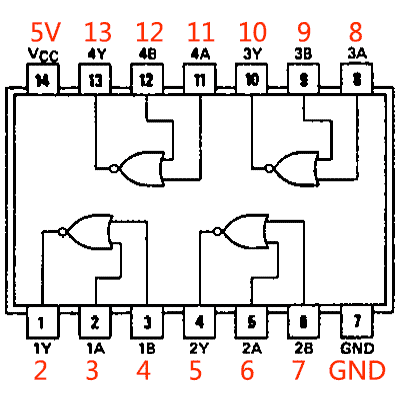 5V 13 12 11 10 9 8
VCC 4Y 4B 4A 3Y 3B 3A
14 13 12 11 10 9 8
1 2 3 4 5 6 7
1Y 1A 1B 2Y 2A 2B GND
2 3 4 5 6 7 GND